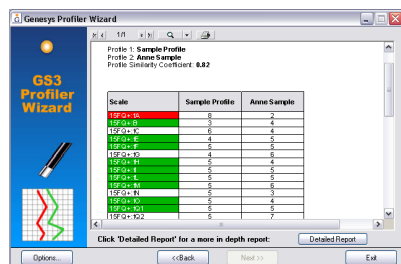 Genesys Profiler Wizard
1/1
GS3
Profiler
Wizard
Profile 1: Sample Profile
Profile 2: Anne Sample
Profile Similarity Coefficient: 0.82
Scale Sample Profile Anne Sample
15FQ+:fA 8 2
15FQ+:B 3 4
15FQ+:fC 6 4
15FQ+:fE 4 5
15FQ+:fF 5 5
15FQ+:fG 4 6
15FQ+:fH 5 4
15FQ+:fI 5 5
15FQ+:fL 5 5
15FQ+:fM 5 6
15FQ+:fN 5 3
15FQ+:fO 5 4
15FQ+:fQ1 5 5
15FQ+:fQ2 5 7
Click 'Detailed Report' for a more in depth report: Detailed Report
Options... <<Back Next >> Exit